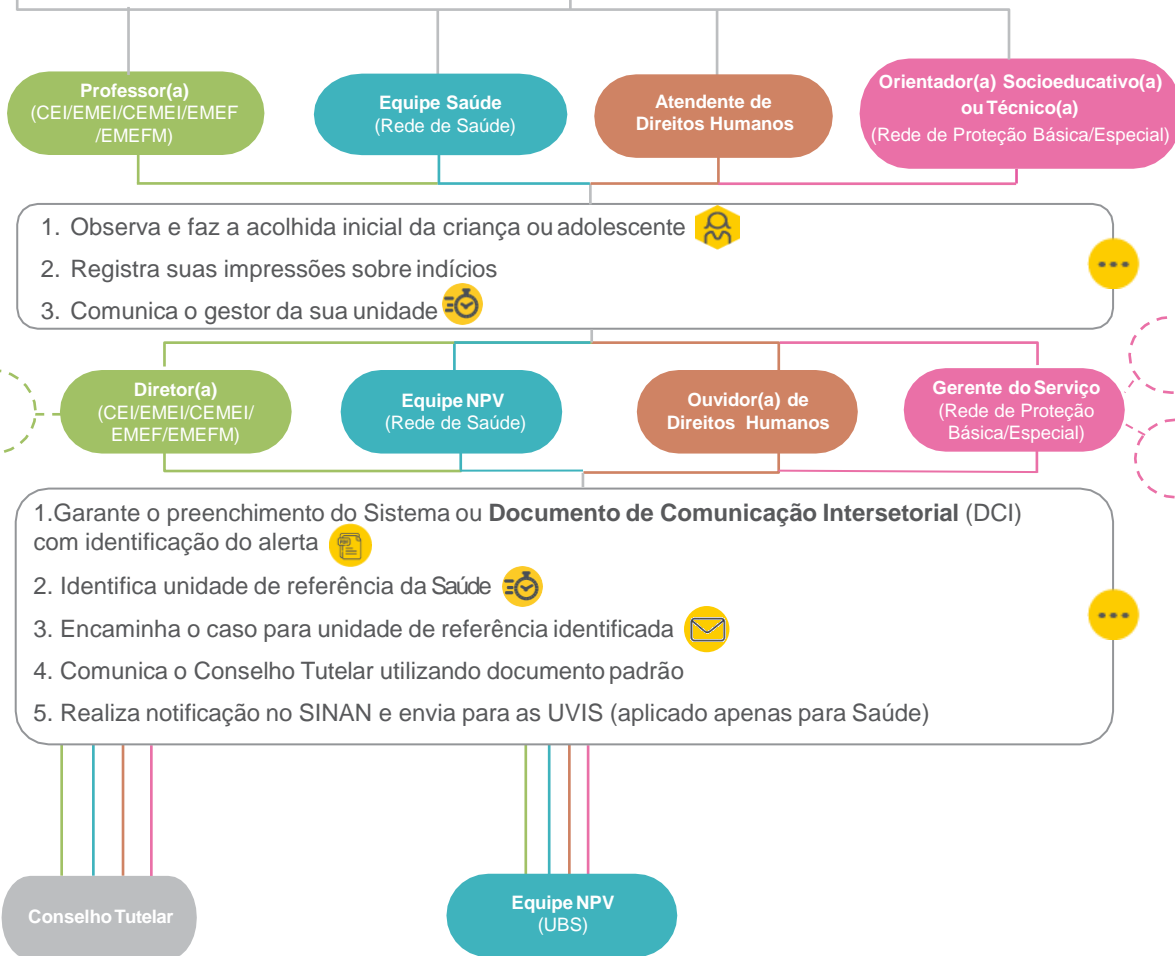 Professor(a)
(CEI/EMEI/CEMEI/EMEF
/EMEFM)
Equipe Saúde
(Rede de Saúde)
Atendente de
Direitos Humanos
Orientador(a) Socioeducativo(a)
ou Técnico(a)
(Rede de Proteção Básica/Especial)
1. Observa e faz a acolhida inicial da criança ou adolescente
2. Registra suas impressões sobre indícios
3. Comunica o gestor da sua unidade
Diretor(a)
(CEI/EMEI/CEMEI/
EMEF/EMEFM)
Equipe NPV
(Rede de Saúde)
Ouvidor(a) de
Direitos Humanos
Gerente do Serviço
(Rede de Proteção
Básica/Especial)
1.Garante o preenchimento do Sistema ou Documento de Comunicação Intersetorial (DCI)
com identificação do alerta
2. Identifica unidade de referência da Saúde
3. Encaminha o caso para unidade de referência identificada
4. Comunica o Conselho Tutelar utilizando documento padrão
5. Realiza notificação no SINAN e envia para as UVIS (aplicado apenas para Saúde)
Conselho Tutelar
Equipe NPV
(UBS)